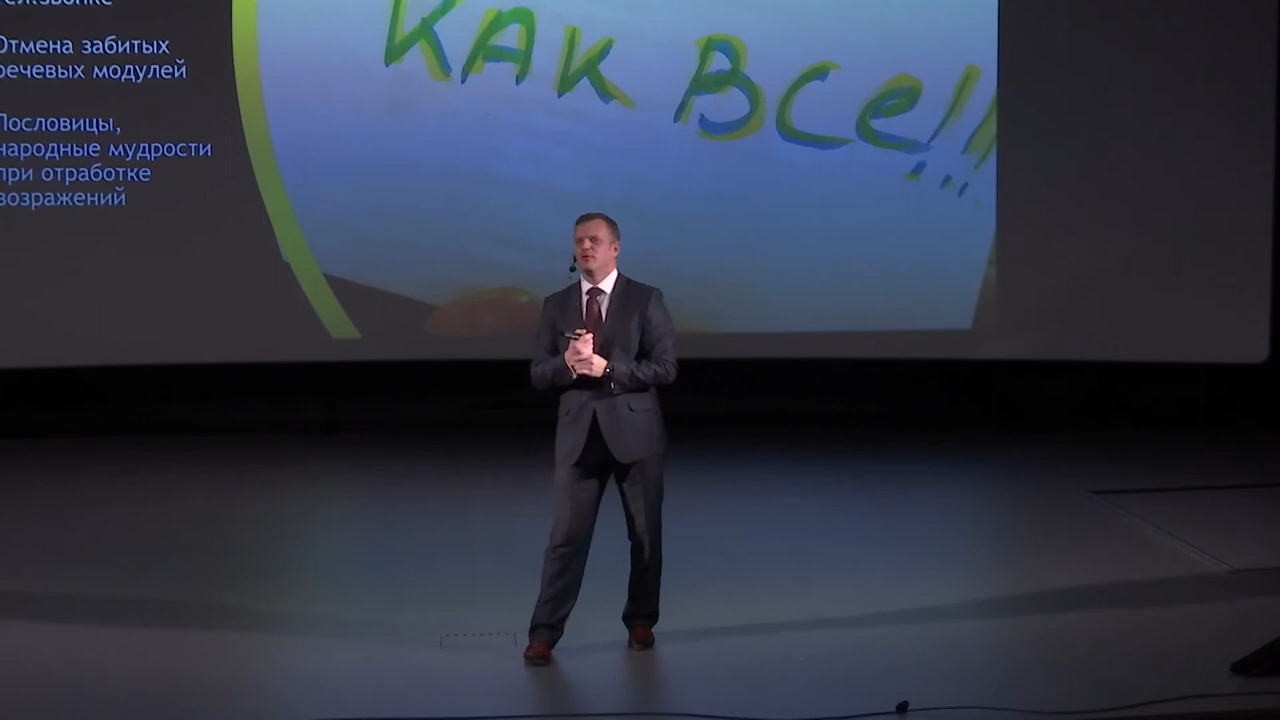 Отмена забитых
речевых модулей
Пословицы,
народные мудрости
при отработке
возражений
КАК ВСе!!